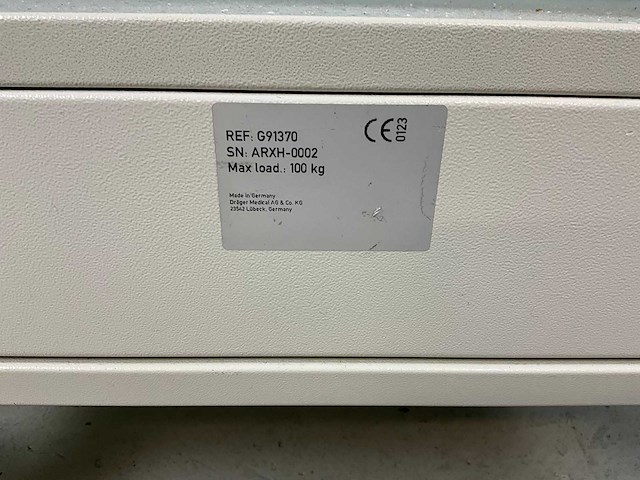 REF: G91370
SN: ARXH-0002
Max load.: 100 kg
CE 0123
Made in Germany
Dräger Medical AG & Co. KG
23542 Lübeck, Germany